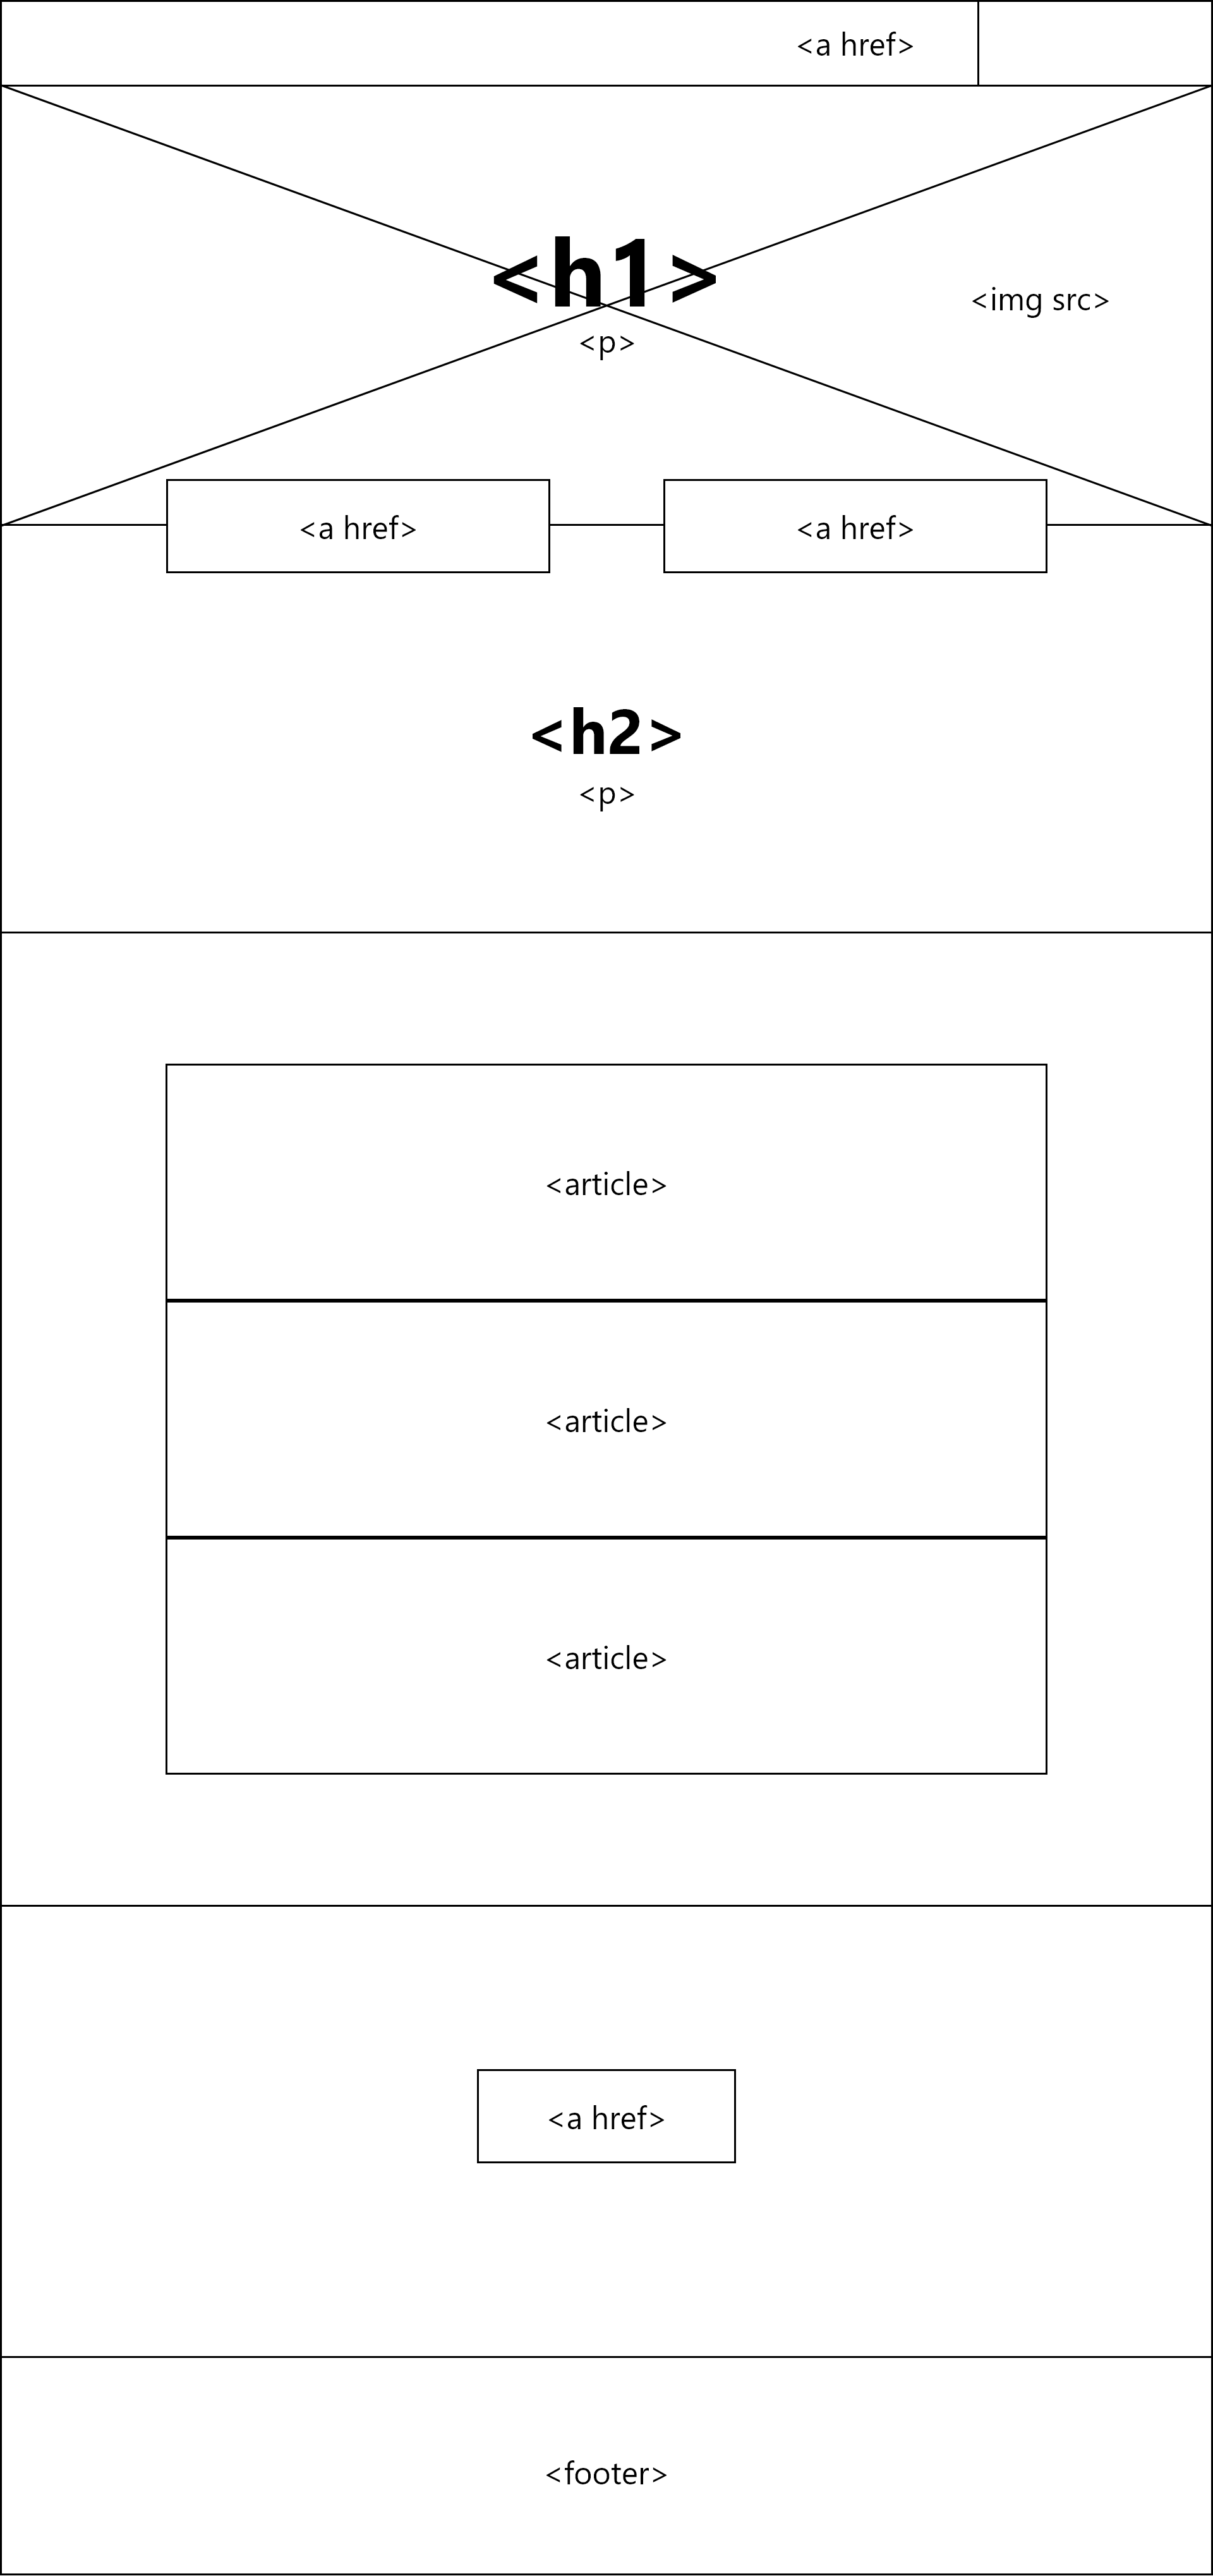 <a href>
<h1>
<img src>
<p>
<a href>
<a href>
<h2>
<p>
<article>
<article>
<article>
<a href>
<footer>